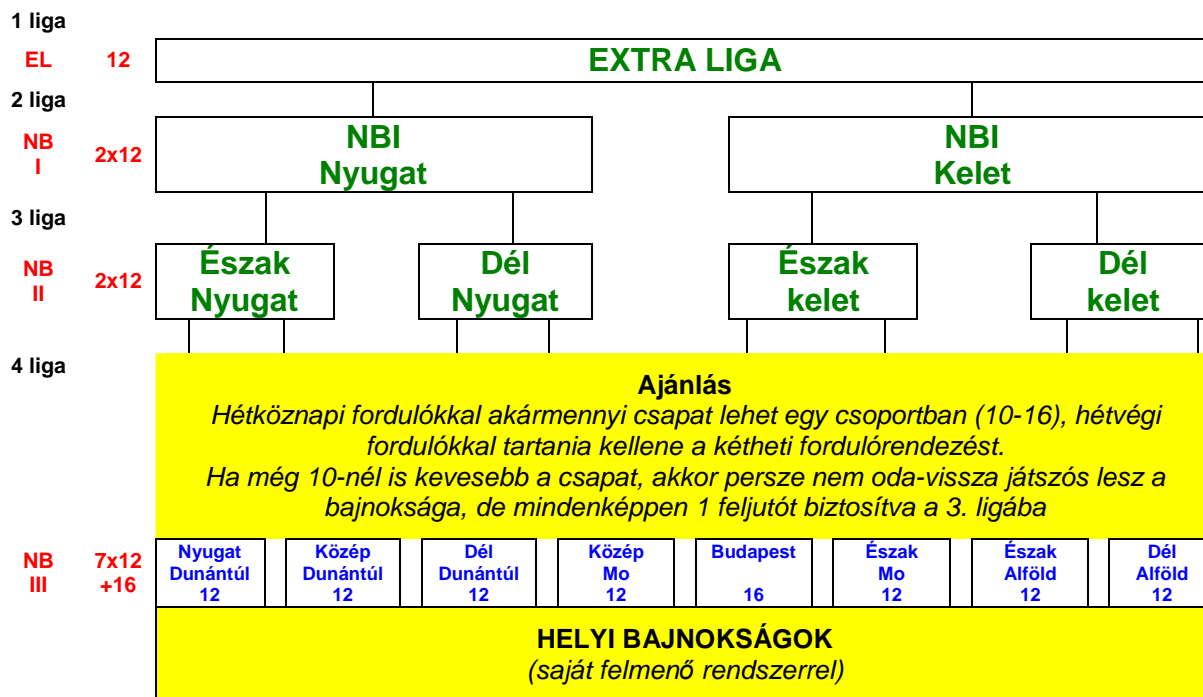 1 liga
EL 12 EXTRA LIGA
2 liga
NB I 2x12
NBI
Nyugat
NBI
Kelet
3 liga
NB II 2x12
Észak
Nyugat
Dél
Nyugat
Észak
kelet
Dél
kelet
4 liga
Ajánlás
Hétköznapi fordulókkal akármennyi csapat lehet egy csoportban (10-16), hétvégi
fordulókkal tartania kellene a kétheti fordulórendezést.
Ha még 10-nél is kevesebb a csapat, akkor persze nem oda-vissza játszós lesz a
bajnoksága, de mindenképpen 1 feljutót biztosítva a 3. ligába
NB III
7x12
+16
Nyugat
Dunántúl
12
Közép
Dunántúl
12
Dél
Dunántúl
12
Közép
Mo
12
Budapest
16
Észak
Mo
12
Észak
Alföld
12
Dél
Alföld
12
HELYI BAJNOKSÁGOK
(saját felmenő rendszerrel)